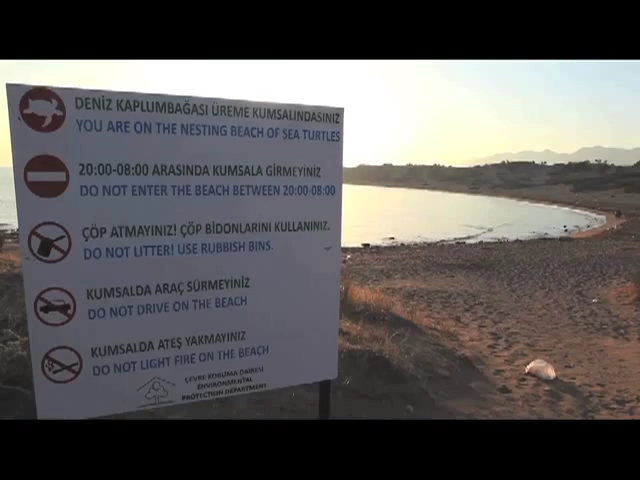 DENİZ KAPLUMBAĞASI ÜREME KUMSALINDASINIZ
YOU ARE ON THE NESTING BEACH OF SEA TURTLES
20:00-08:00 ARASINDA KUMSALA GİRMEYİNİZ
DO NOT ENTER THE BEACH BETWEEN 20:00-08:00
ÇÖP ATMAYINIZ! ÇÖP BİDONLARINI KULLANINIZ.
DO NOT LITTER! USE RUBBISH BINS.
KUMSALDA ARAÇ SÜRMEYİNİZ
DO NOT DRIVE ON THE BEACH
KUMSALDA ATEŞ YAKMAYINIZ
DO NOT LIGHT FIRE ON THE BEACH
ÇEVRE KORUMA DAİRESİ
ENVIRONMENTAL
PROTECTION DEPARTMENT